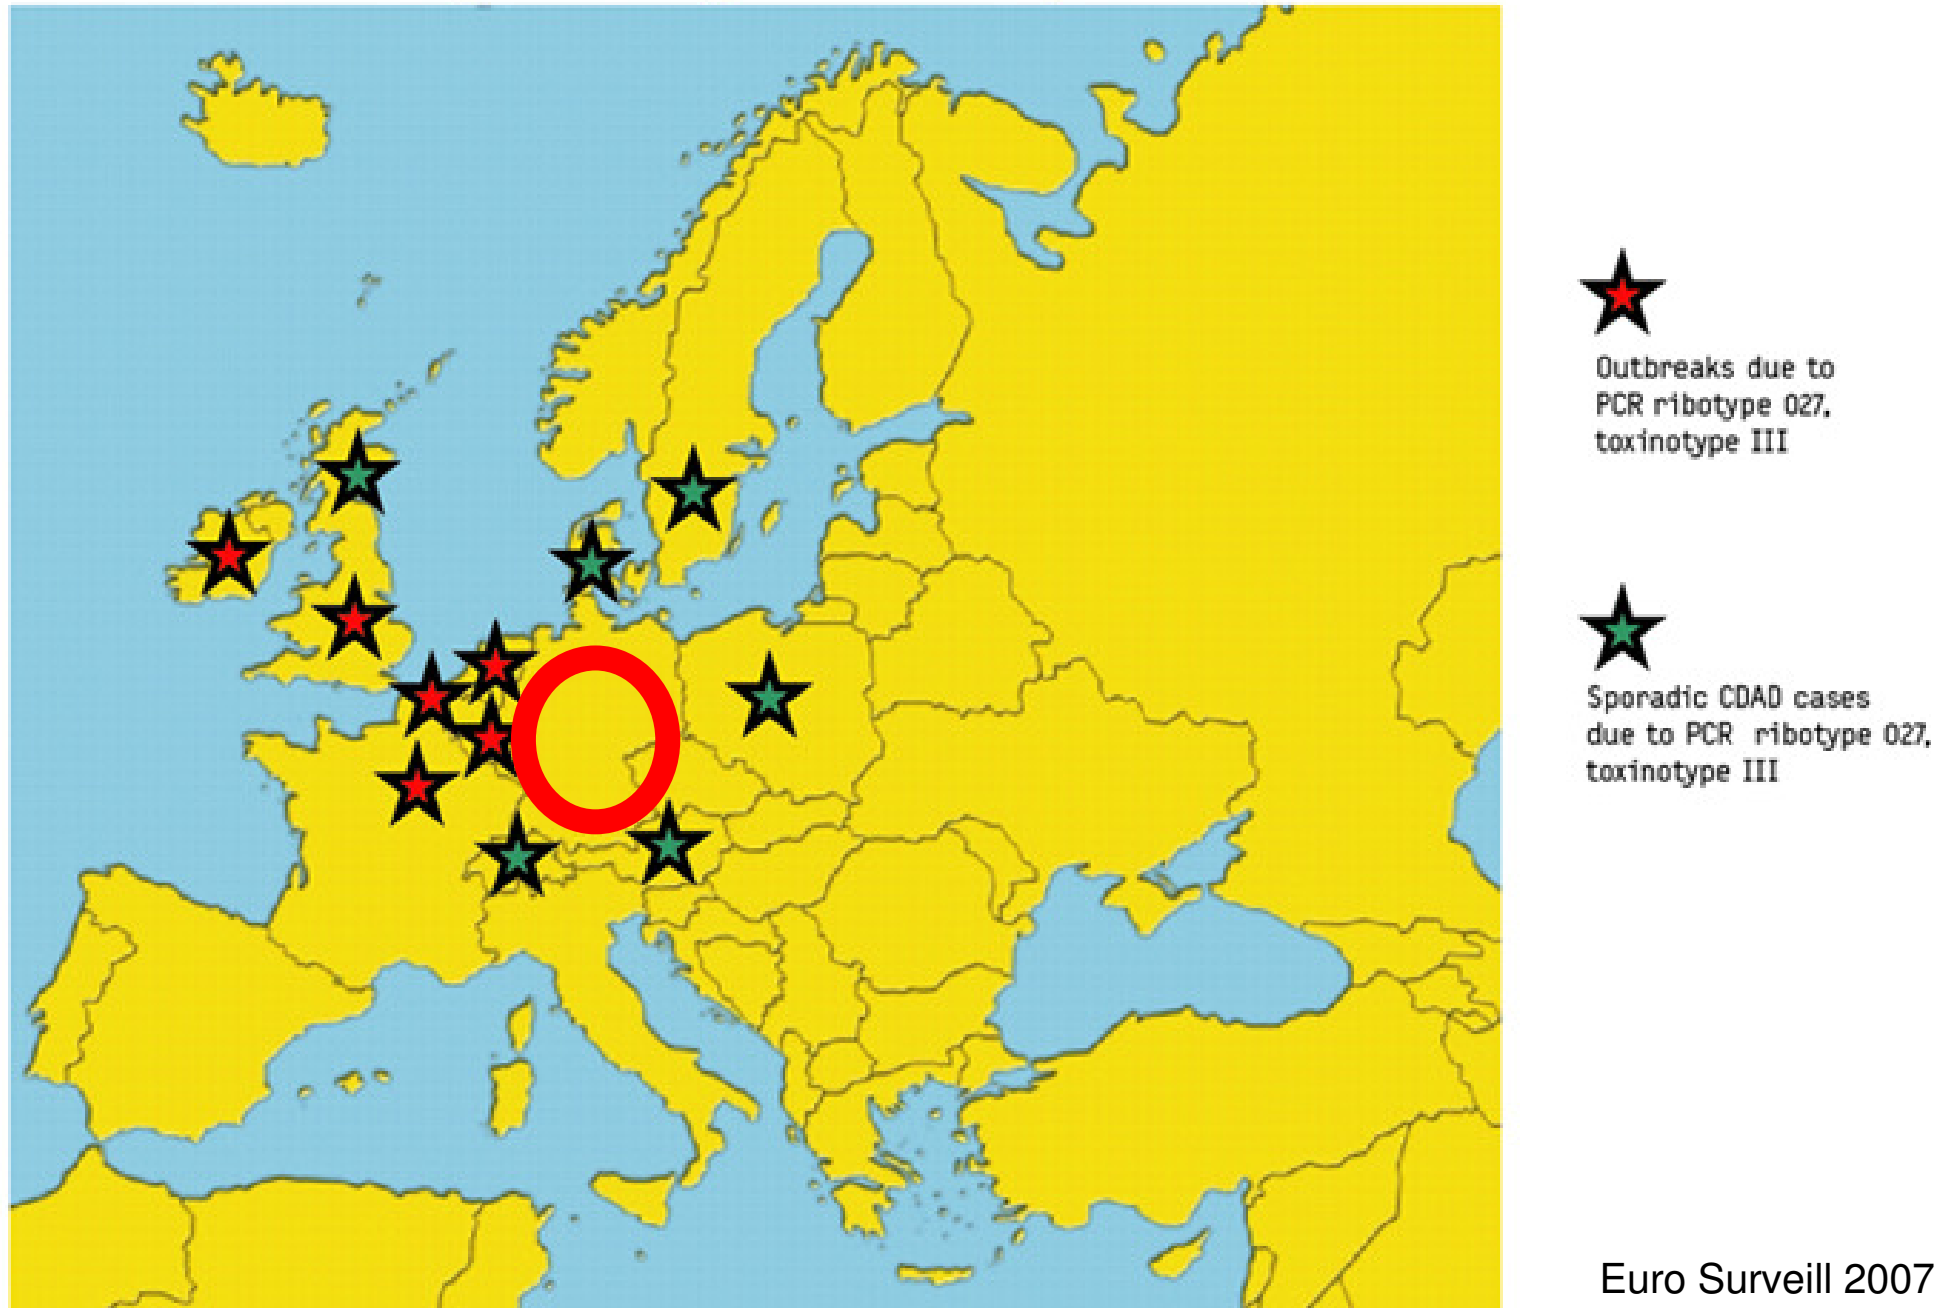 Outbreaks due to
PCR ribotype 027,
toxinotype III
Sporadic CDAD cases
due to PCR ribotype 027,
toxinotype III
Euro Surveill 2007